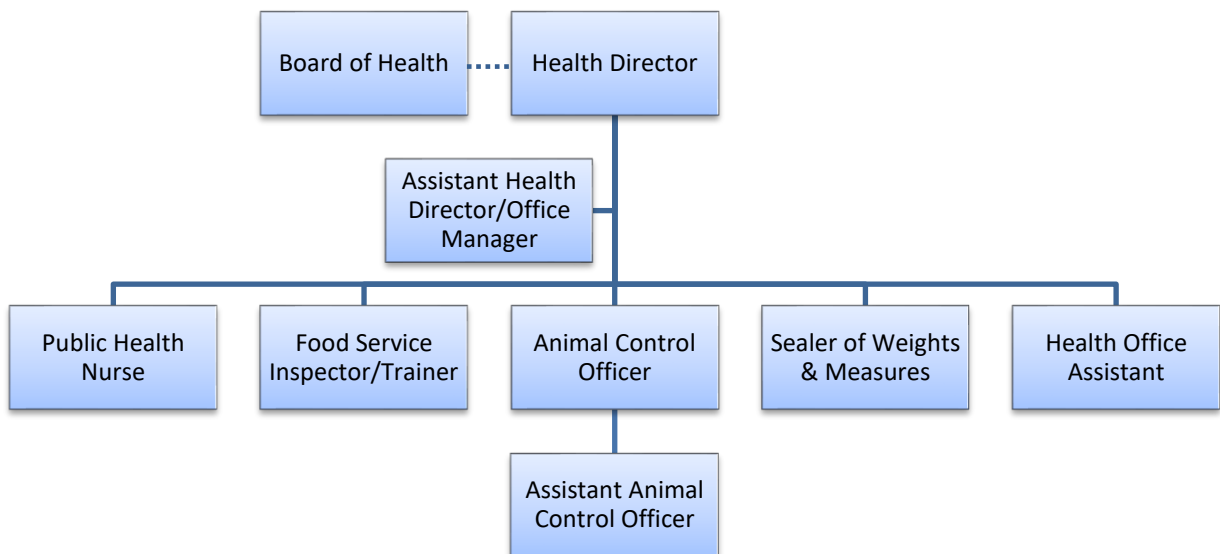 Board of Health
Health Director
Assistant Health
Director/Office
Manager
Public Health
Nurse
Food Service
Inspector/Trainer
Animal Control
Officer
Sealer of Weights
& Measures
Health Office
Assistant
Assistant Animal
Control Officer